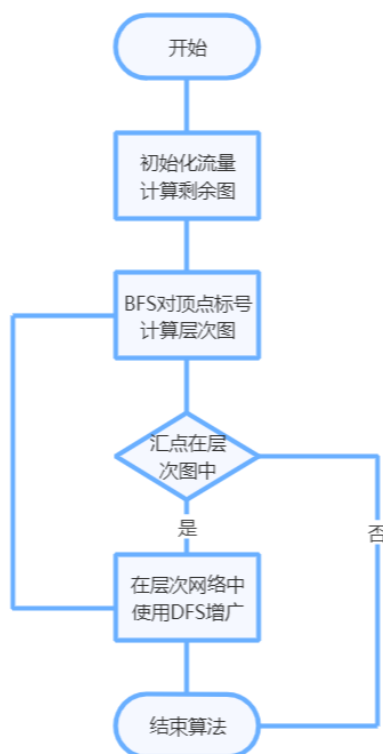 开始
初始化流量
计算剩余图
BFS对顶点标号
计算层次图
汇点在层
次图中
是
否
在层次网络中
使用DFS增广
结束算法